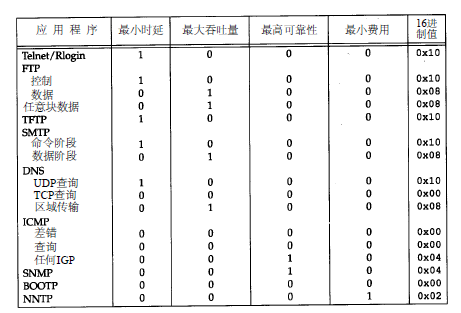 应 用 程 序 最小时延 最大吞吐量 最高可靠性 最小费用 16进制值
Telnet/Rlogin 1 0 0 0 0x10
FTP
控制 1 0 0 0 0x10
数据 0 1 0 0 0x08
任意块数据 0 1 0 0 0x08
TFTP 1 0 0 0 0x10
SMTP
命令阶段 1 0 0 0 0x10
数据阶段 0 1 0 0 0x08
DNS
UDP查询 1 0 0 0 0x10
TCP查询 0 0 0 0 0x00
区域传输 0 1 0 0 0x08
ICMP
差错 0 0 0 0 0x00
查询 0 0 0 0 0x00
任何IGP 0 0 1 0 0x04
SNMP 0 0 1 0 0x04
BOOTP 0 0 0 0 0x00
NNTP 0 0 0 1 0x02